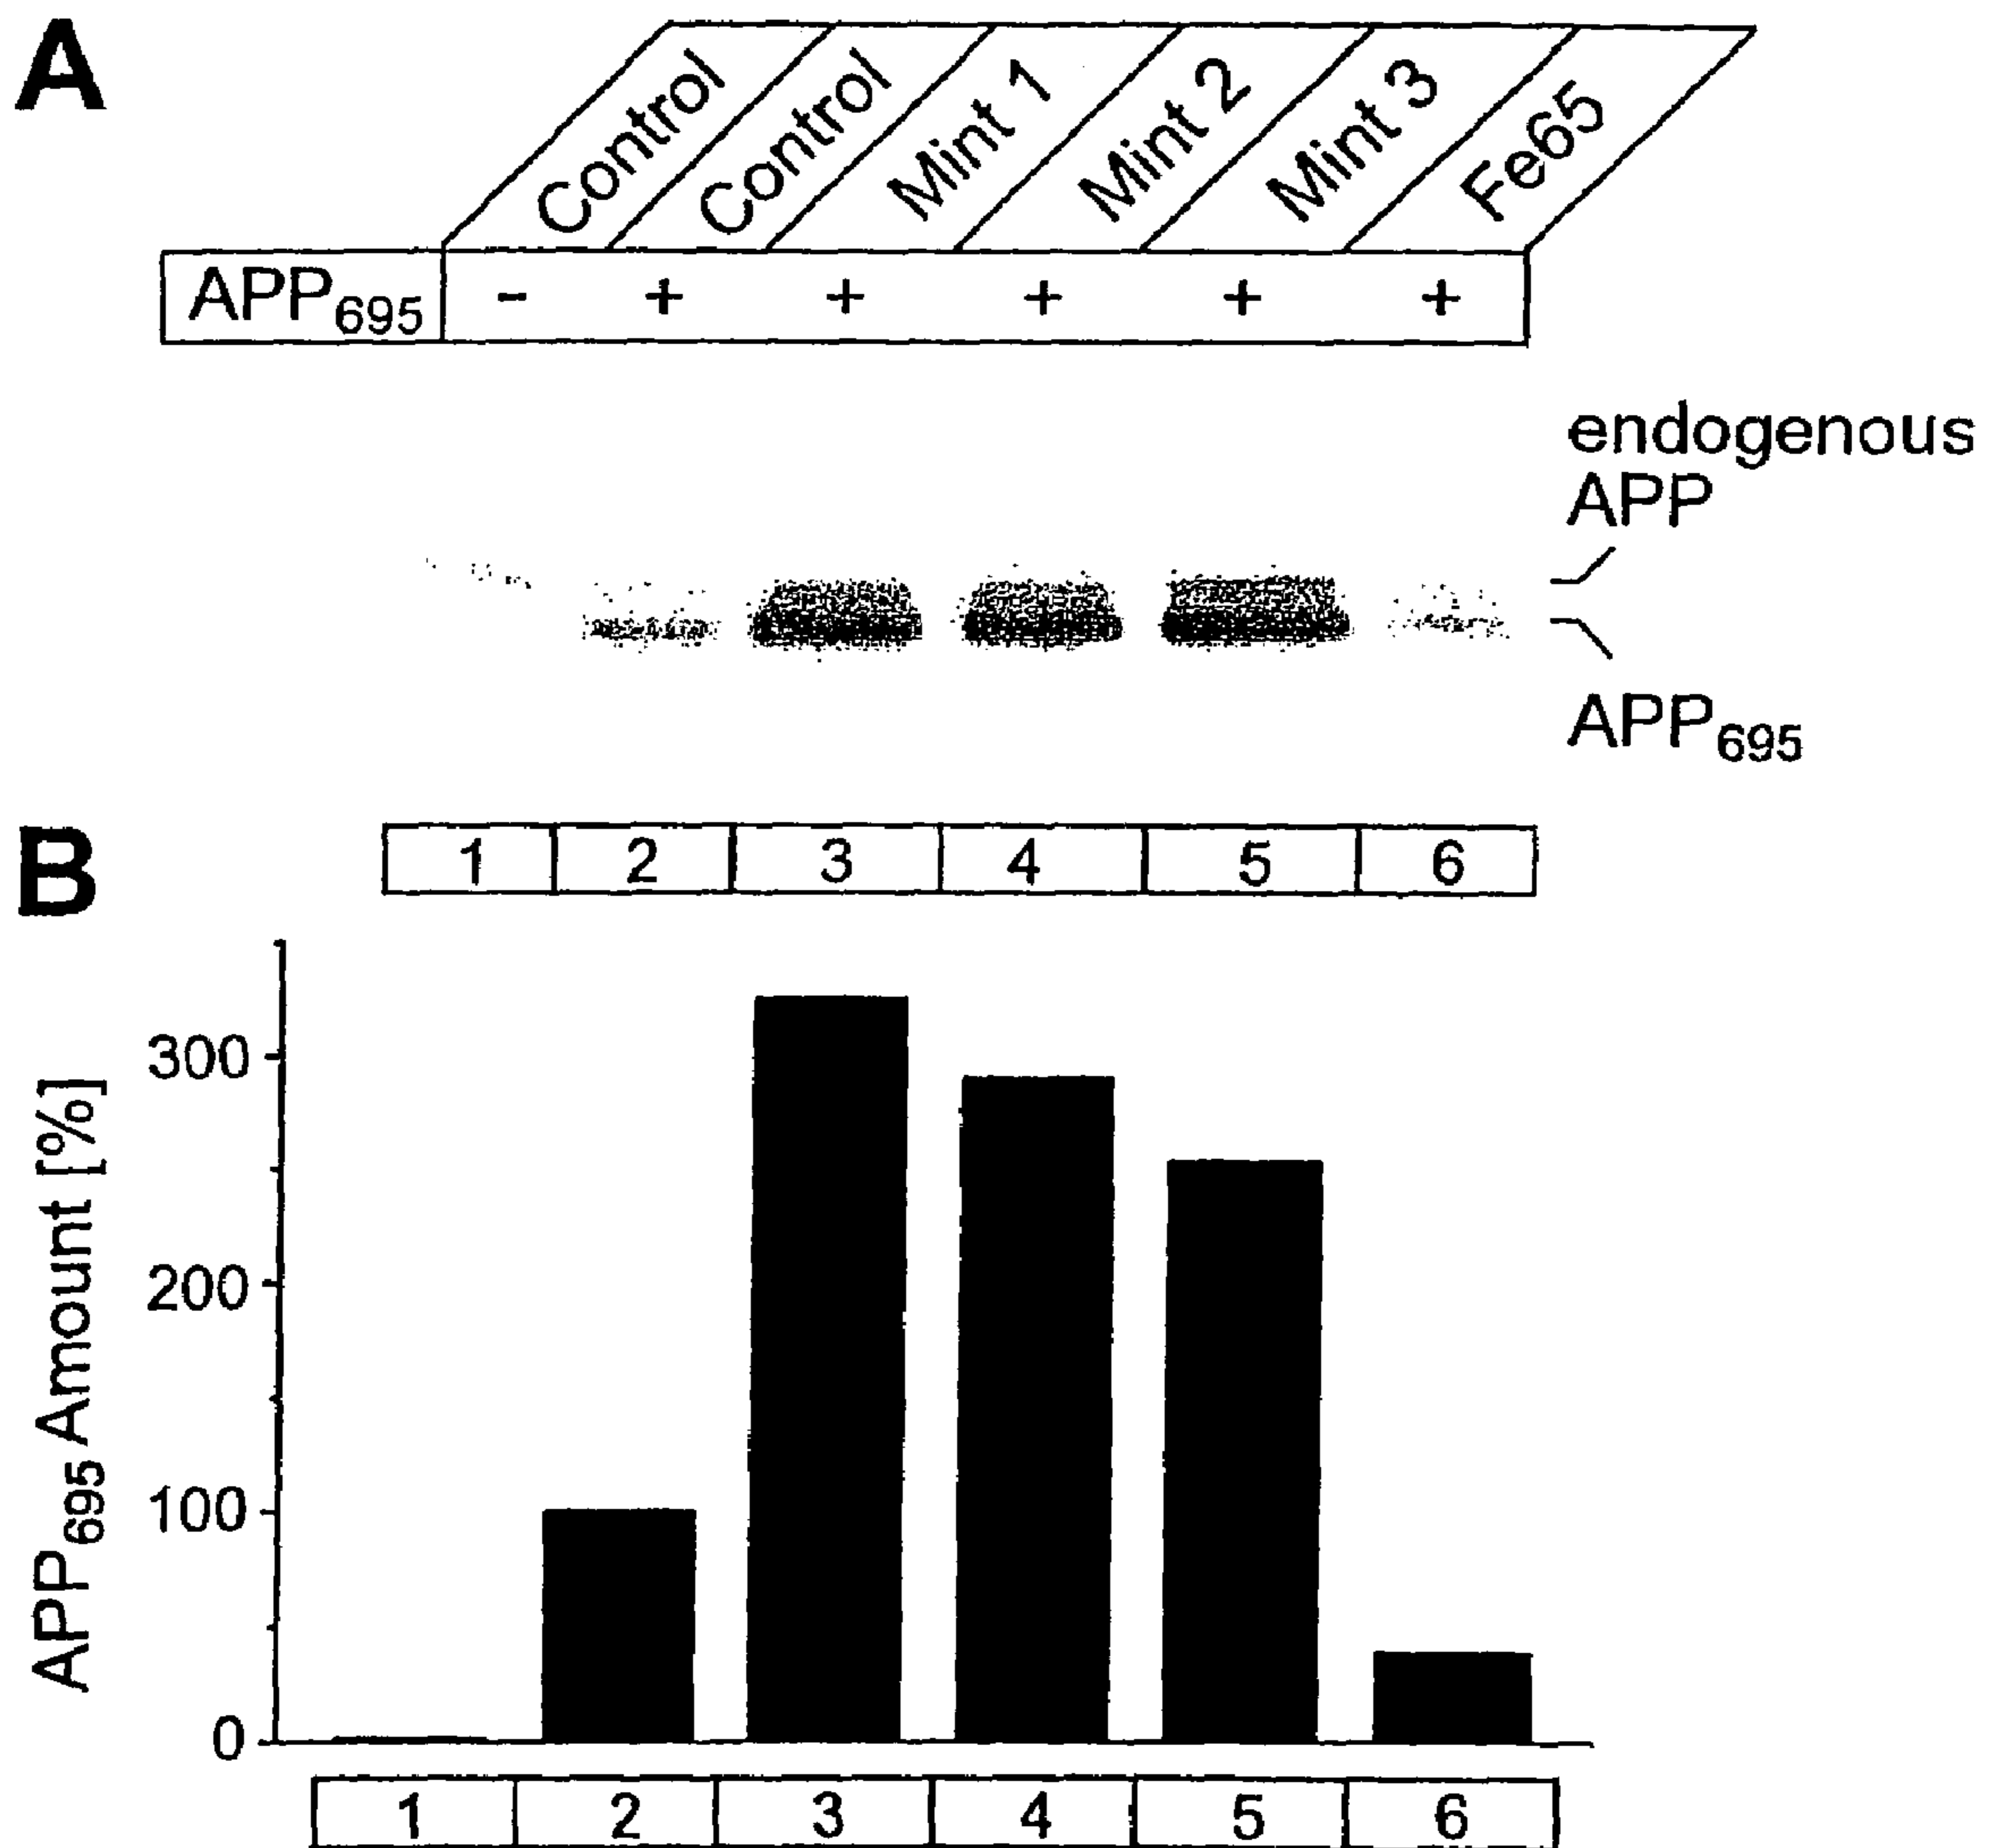 A
Control Control Mint 1 Mint 2 Mint 3 Fe65
APP695 - + + + + +
endogenous
APP
APP695
B
1 2 3 4 5 6
APP695 Amount [%]
300
200
100
0
1 2 3 4 5 6